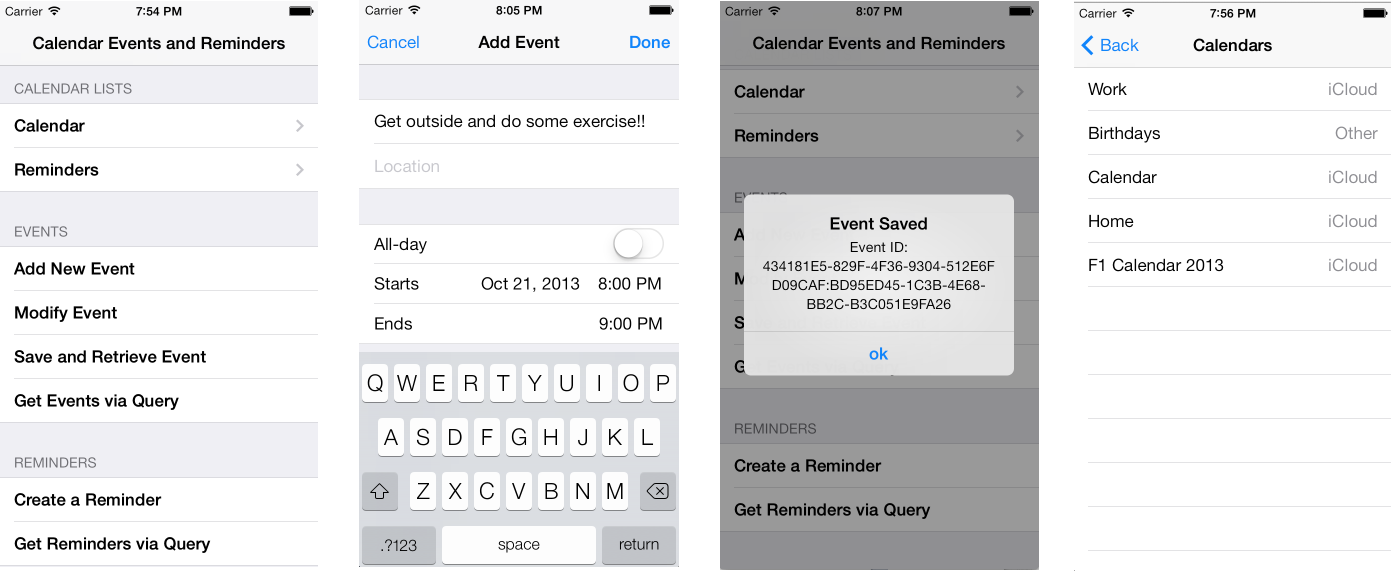 Carrier 7:54 PM
Calendar Events and Reminders
CALENDAR LISTS
Calendar
Reminders
EVENTS
Add New Event
Modify Event
Save and Retrieve Event
Get Events via Query
REMINDERS
Create a Reminder
Get Reminders via Query
Carrier 8:05 PM
Cancel Add Event Done
Get outside and do some exercise!!
Location
All-day
Starts Oct 21, 2013 8:00 PM
Ends 9:00 PM
Q W E R T Y U I O P
A S D F G H J K L
Z X C V B N M
.?123 space return
Carrier 8:07 PM
Calendar Events and Reminders
Calendar
Reminders
EVENTS
Event Saved
Event ID:
434181E5-829F-4F36-9304-512E6F
D09CAF:BD95ED45-1C3B-4E68-
BB2C-B3C051E9FA26
ok
REMINDERS
Create a Reminder
Get Reminders via Query
Carrier 7:56 PM
Back Calendars
Work iCloud
Birthdays Other
Calendar iCloud
Home iCloud
F1 Calendar 2013 iCloud